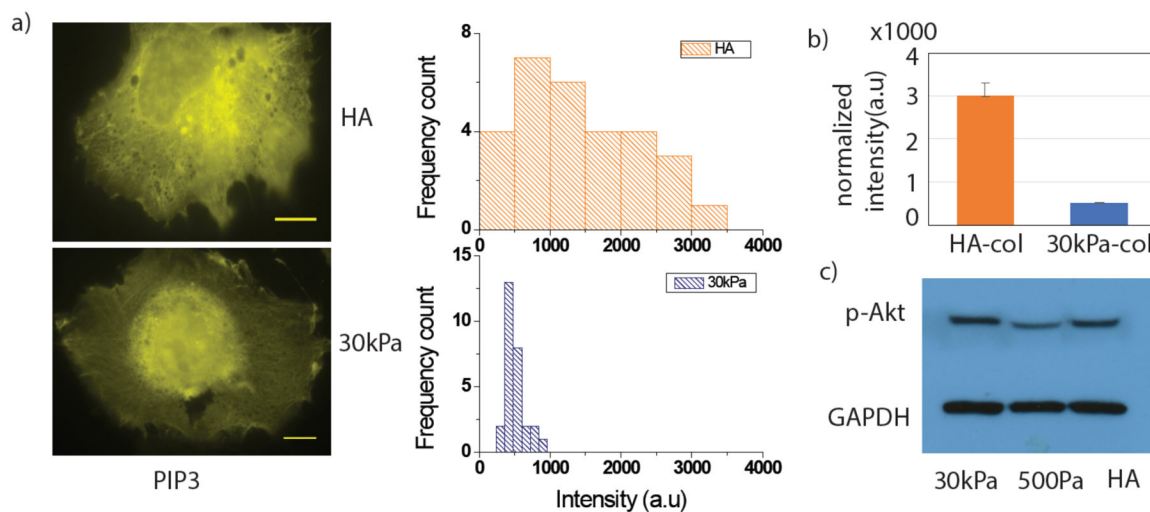 a)
HA
30kPa
PIP3
8
4
0
0
1000
2000
3000
4000
Frequency count
HA
15
10
5
0
0
1000
2000
3000
4000
Frequency count
30kPa
Intensity (a.u)
b)
x1000
4
3
2
1
0
normalized
intensity(a.u)
HA-col
30kPa-col
c)
p-Akt
GAPDH
30kPa 500Pa HA